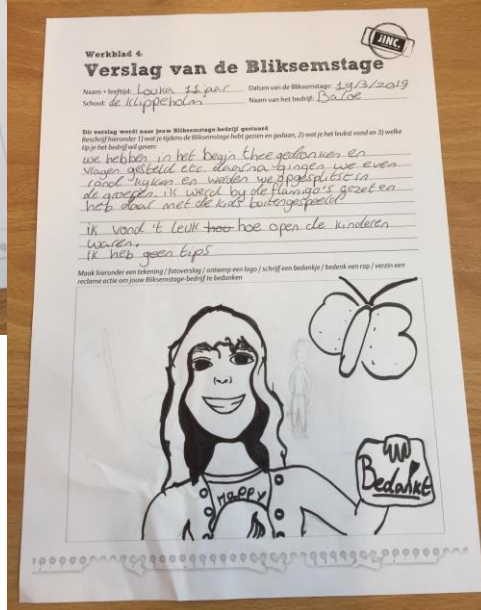 JINC.
Werkblad 4:
Verslag van de Bliksemstage
Naam + leeftijd: Louka 11 jaar Datum van de Bliksemstage: 19/3/2019
School: de Klippeholm Naam van het bedrijf: Baloe
Dit verslag wordt naar jouw Bliksemstage-bedrijf gestuurd
Beschrijf hieronder 1) wat je tijdens de Bliksemstage hebt gezien en gedaan, 2) wat je het leukst vond en 3) welke
tip je het bedrijf wil geven:
we hebben in het begin thee gedronken en
vragen gesteld etc daarna gingen we even
rond kijken en werden we opgesplitst in
de groepen ik werd by de flamigo's gezet en
heb daar met de kids buitengespeeld
ik vond 't leuk hoe open de kinderen
waren.
ik heb geen tips
Maak hieronder een tekening / fotoverslag / ontwerp een logo / schrijf een bedankje / bedenk een rap / verzin een
reclame actie om jouw Bliksemstage-bedrijf te bedanken
Happy
Bedankt